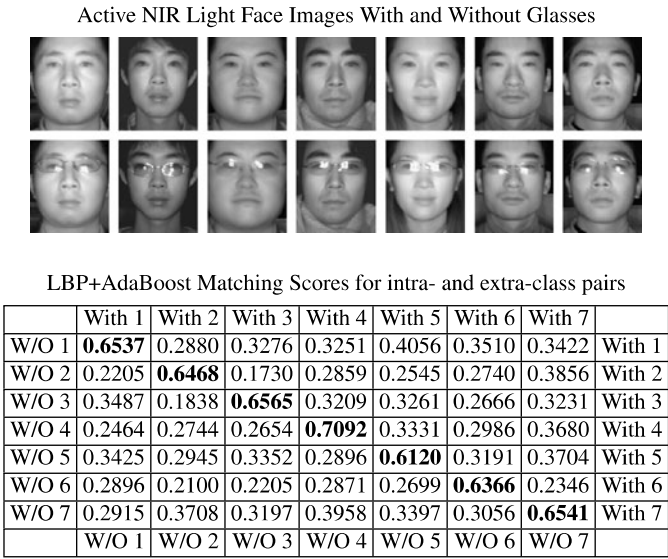 Active NIR Light Face Images With and Without Glasses
LBP+AdaBoost Matching Scores for intra- and extra-class pairs
With 1 With 2 With 3 With 4 With 5 With 6 With 7
W/O 1 0.6537 0.2880 0.3276 0.3251 0.4056 0.3510 0.3422 With 1
W/O 2 0.2205 0.6468 0.1730 0.2859 0.2545 0.2740 0.3856 With 2
W/O 3 0.3487 0.1838 0.6565 0.3209 0.3261 0.2666 0.3231 With 3
W/O 4 0.2464 0.2744 0.2654 0.7092 0.3331 0.2986 0.3680 With 4
W/O 5 0.3425 0.2945 0.3352 0.2896 0.6120 0.3191 0.3704 With 5
W/O 6 0.2896 0.2100 0.2205 0.2871 0.2699 0.6366 0.2346 With 6
W/O 7 0.2915 0.3708 0.3197 0.3958 0.3397 0.3056 0.6541 With 7
W/O 1 W/O 2 W/O 3 W/O 4 W/O 5 W/O 6 W/O 7